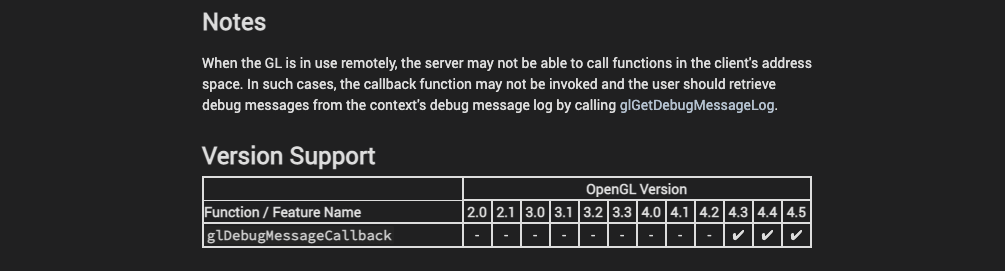 Notes
When the GL is in use remotely, the server may not be able to call functions in the client's address
space. In such cases, the callback function may not be invoked and the user should retrieve
debug messages from the context's debug message log by calling glGetDebugMessageLog.
Version Support
OpenGL Version
Function / Feature Name 2.0 2.1 3.0 3.1 3.2 3.3 4.0 4.1 4.2 4.3 4.4 4.5
glDebugMessageCallback - - - - - - - - - ✔ ✔ ✔